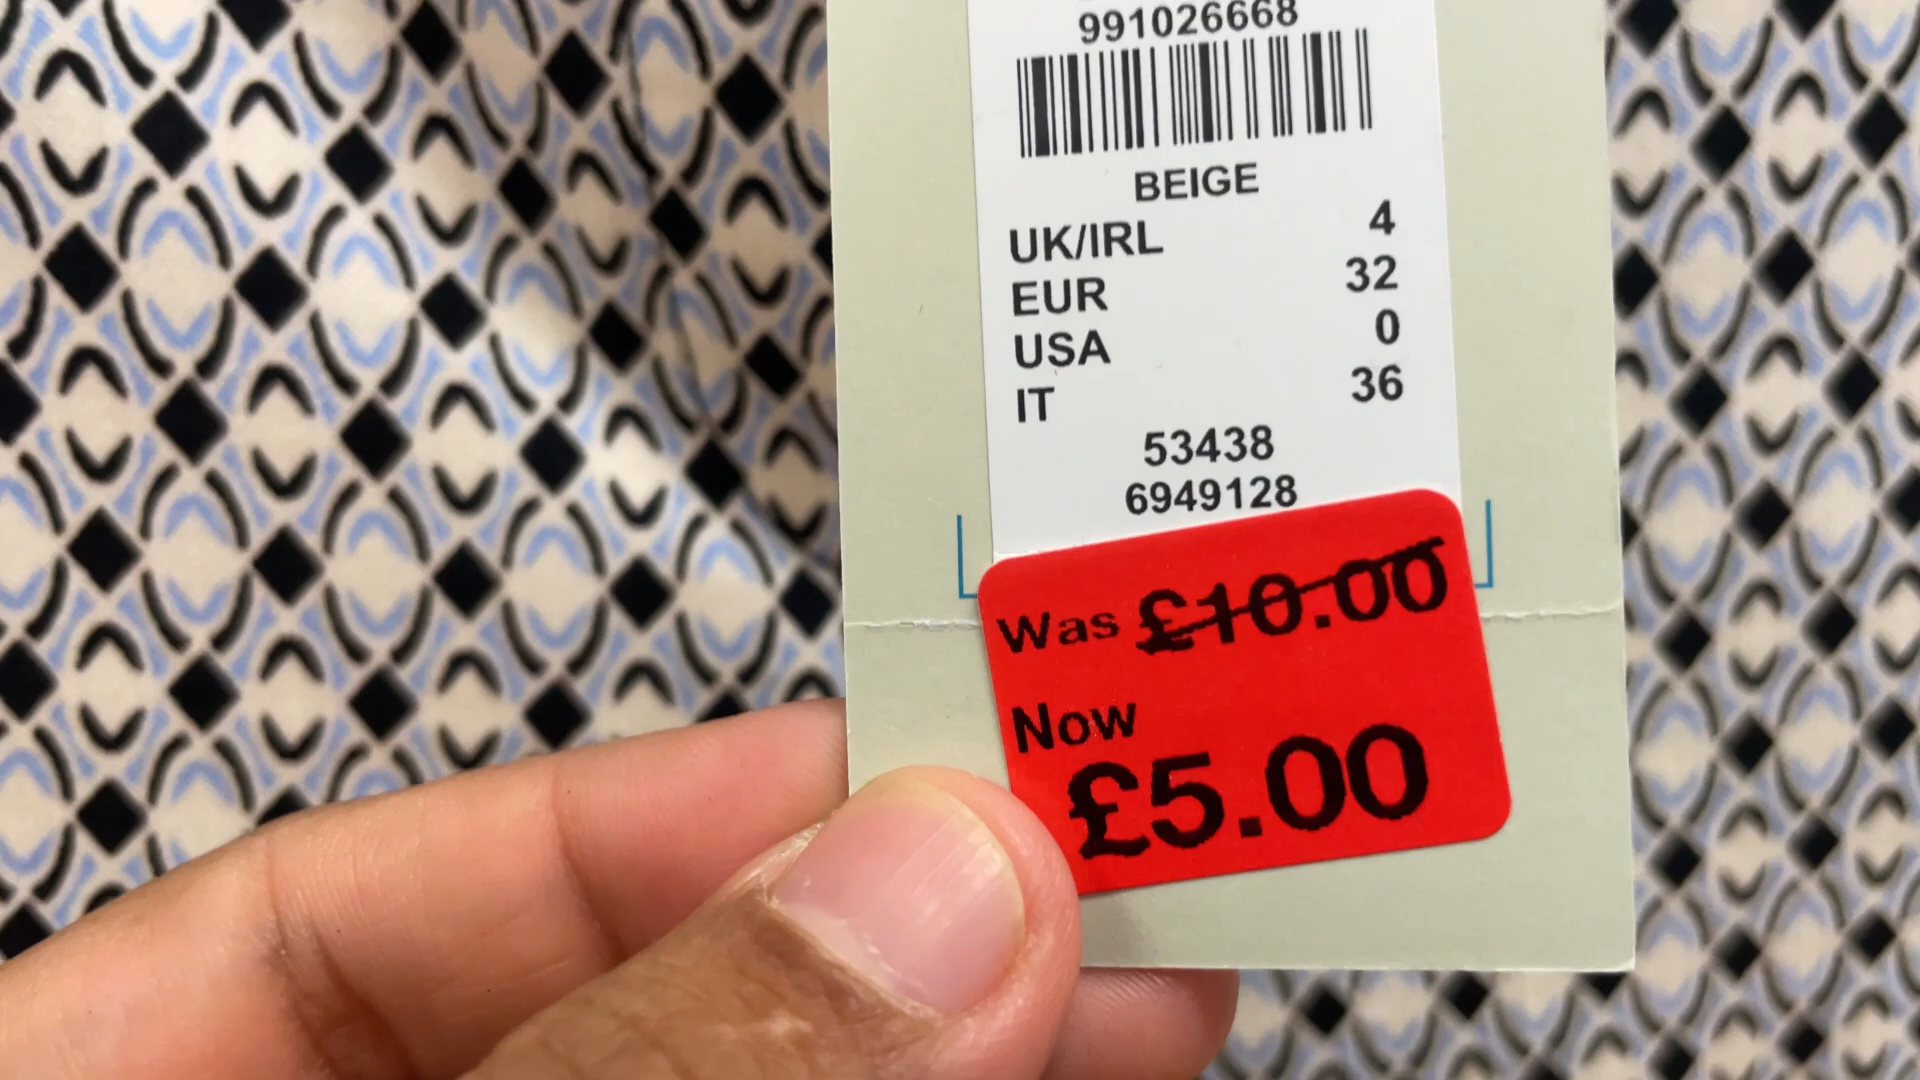 991026668
BEIGE
UK/IRL 4
EUR 32
USA 0
IT 36
53438
6949128
Was £10.00
Now
£5.00